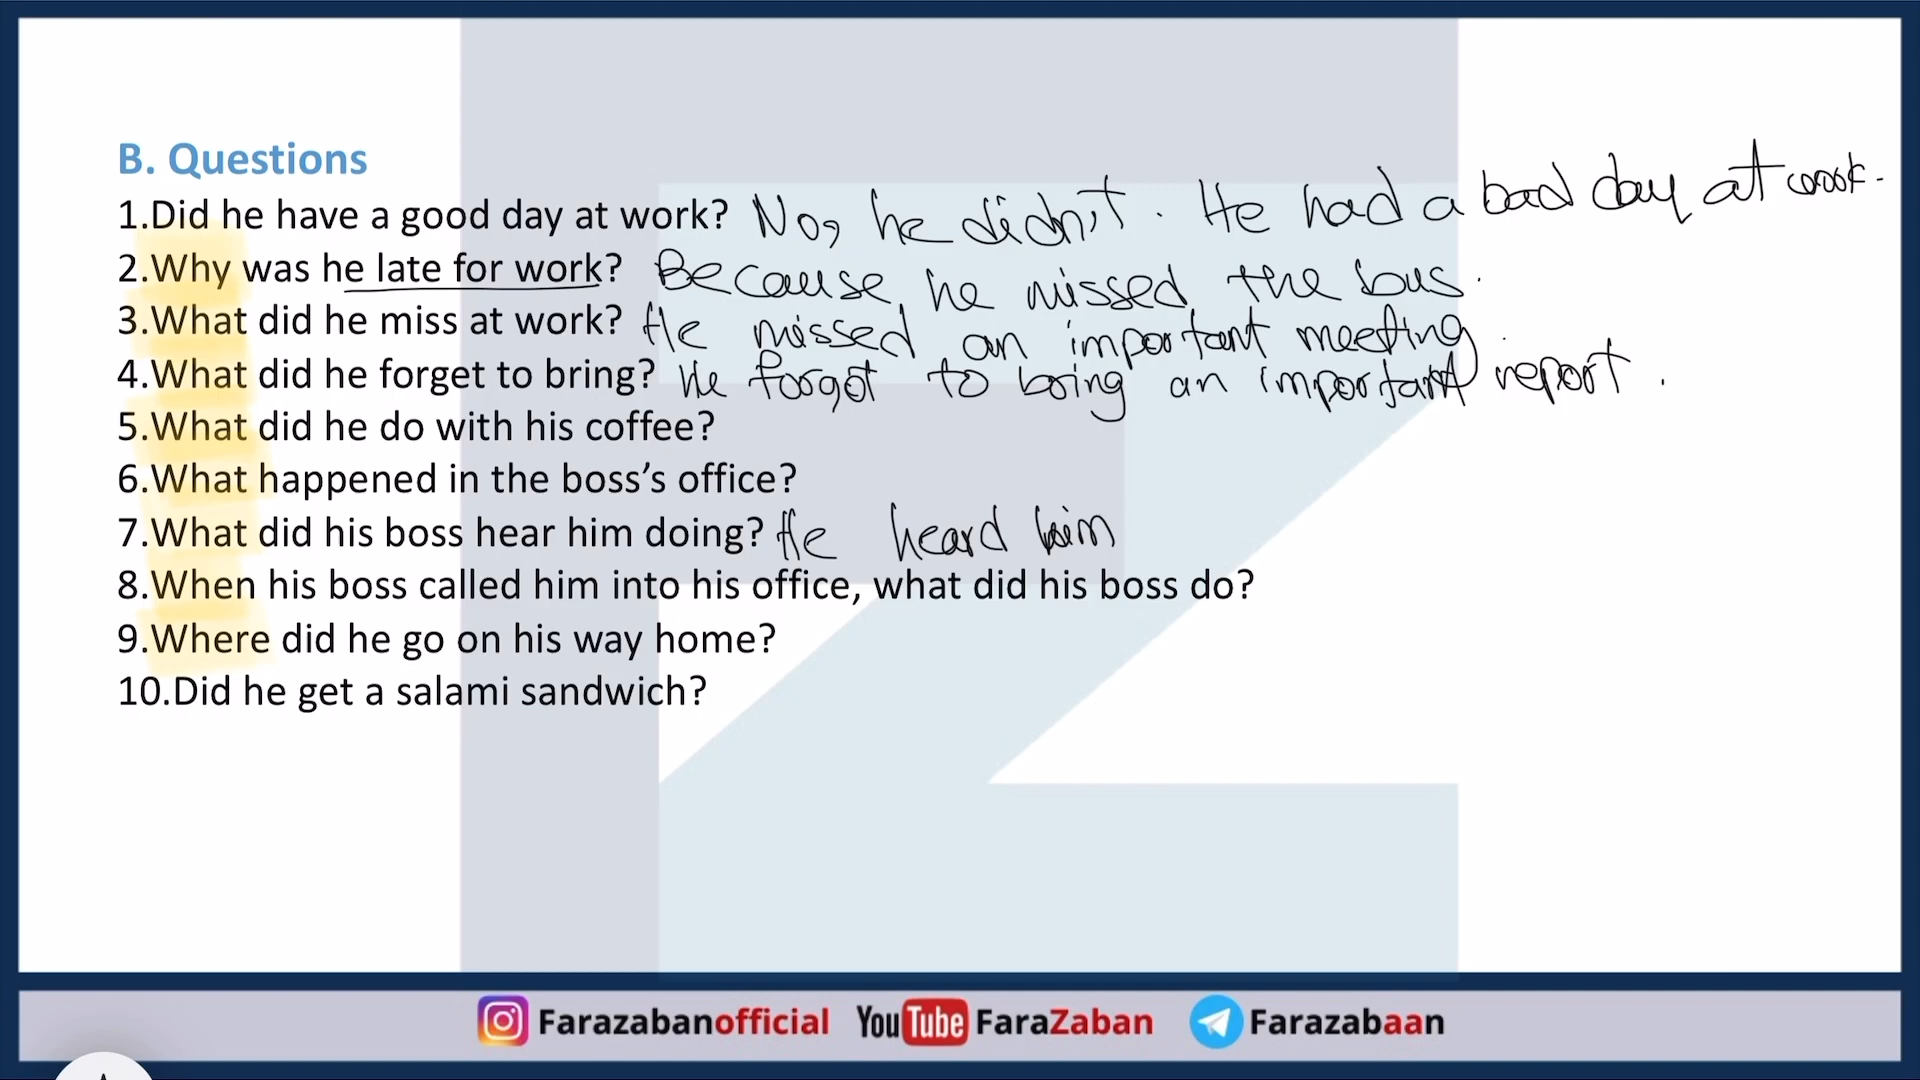 B. Questions
1.Did he have a good day at work? No, he didn't. He had a bad day at work.
2.Why was he late for work? Because he missed the bus.
3.What did he miss at work? He missed an important meeting.
4.What did he forget to bring? He forgot to bring an important report.
5.What did he do with his coffee?
6.What happened in the boss’s office?
7.What did his boss hear him doing? He heard him
8.When his boss called him into his office, what did his boss do?
9.Where did he go on his way home?
10.Did he get a salami sandwich?
Farazabanofficial YouTube FaraZaban Farazabaan